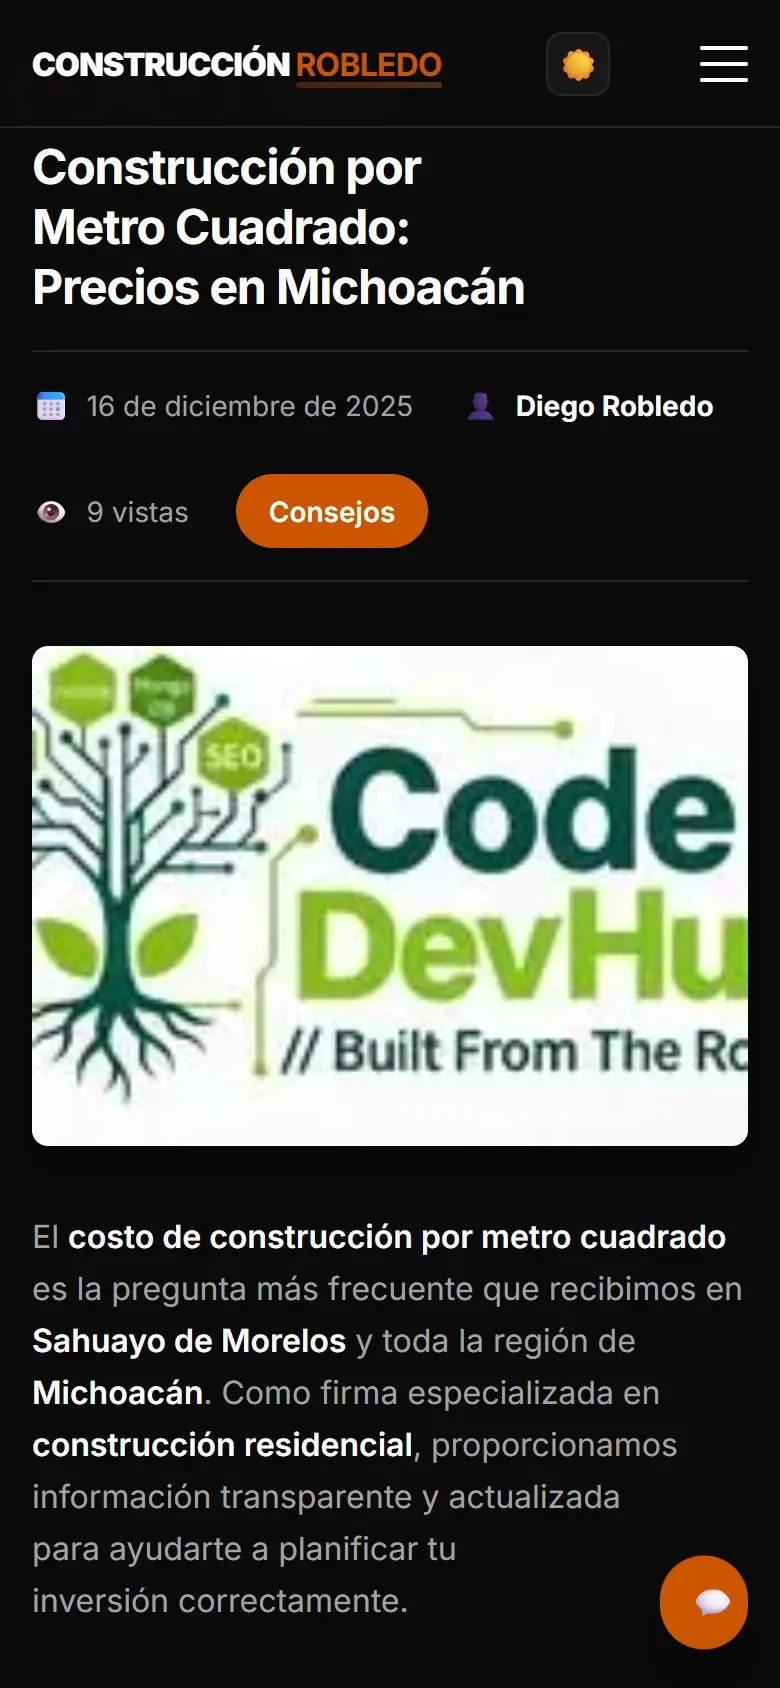 CONSTRUCCIÓN ROBLEDO
Construcción por
Metro Cuadrado:
Precios en Michoacán
16 de diciembre de 2025
Diego Robledo
9 vistas
Consejos
SEO
Code
DevHu
// Built From The Ro
El costo de construcción por metro cuadrado
es la pregunta más frecuente que recibimos en
Sahuayo de Morelos y toda la región de
Michoacán. Como firma especializada en
construcción residencial, proporcionamos
información transparente y actualizada
para ayudarte a planificar tu
inversión correctamente.